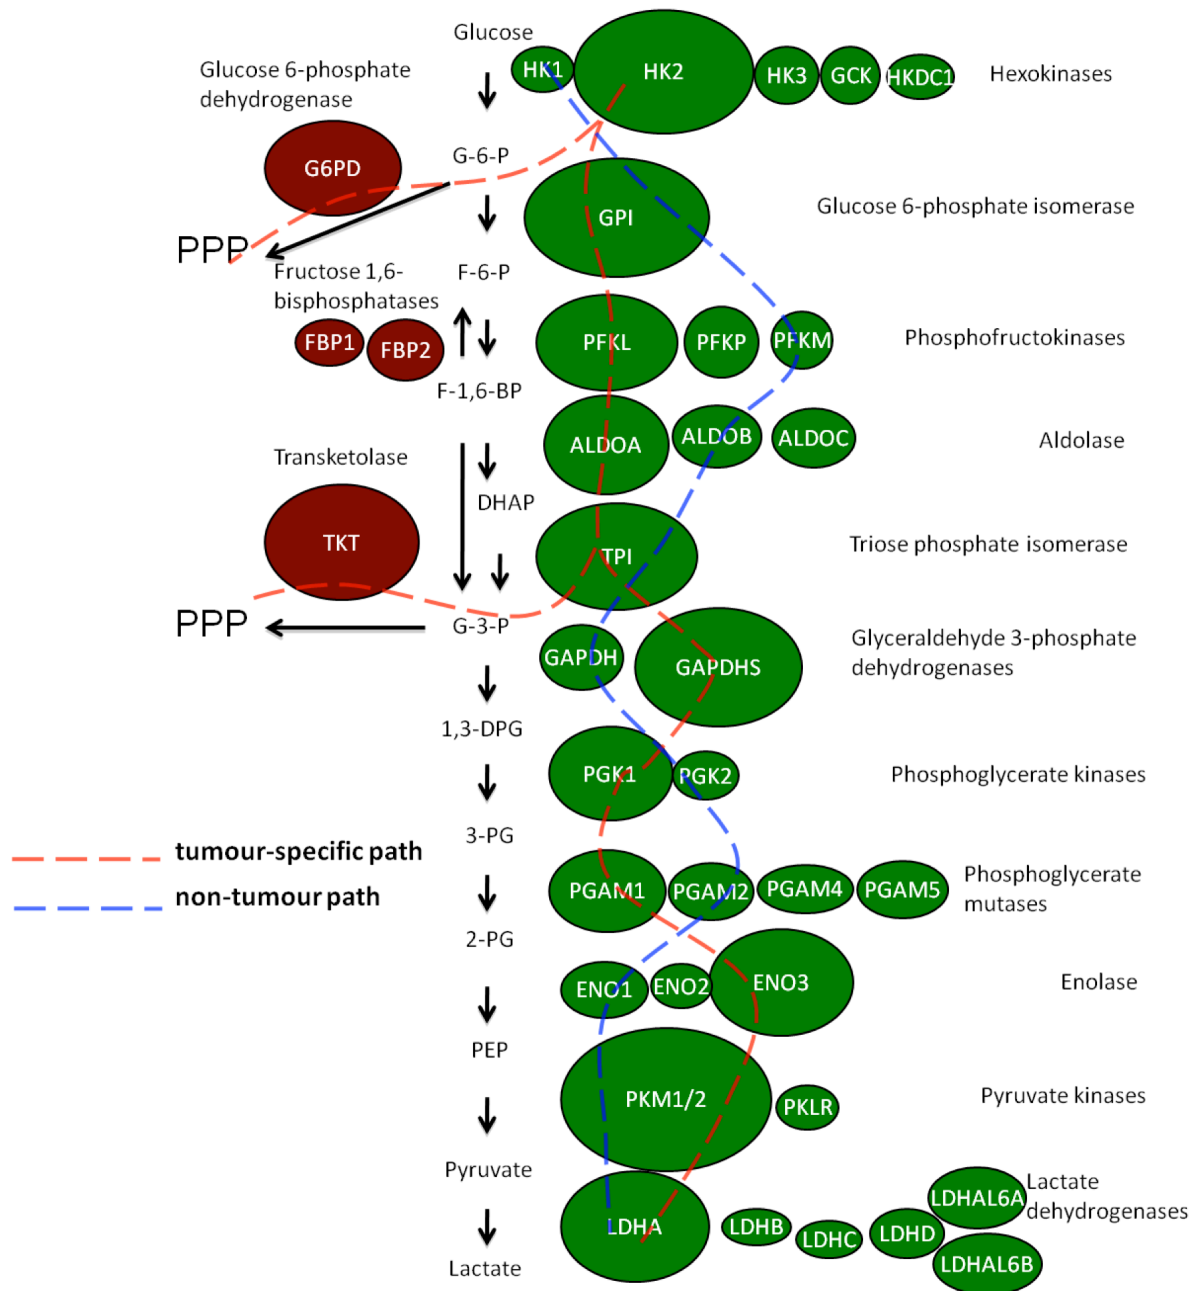 Glucose
HK1
HK2
HK3
GCK
HKDC1
Hexokinases
Glucose 6-phosphate
dehydrogenase
G6PD
G-6-P
PPP
GPI
Glucose 6-phosphate isomerase
F-6-P
Fructose 1,6-
bisphosphatases
FBP1
FBP2
PFKL
PFKP
PFKM
Phosphofructokinases
F-1,6-BP
ALDOA
ALDOB
ALDOC
Aldolase
Transketolase
DHAP
TKT
TPI
Triose phosphate isomerase
PPP
G-3-P
GAPDH
GAPDHS
Glyceraldehyde 3-phosphate
dehydrogenases
1,3-DPG
PGK1
PGK2
Phosphoglycerate kinases
3-PG
tumour-specific path
non-tumour path
PGAM1
PGAM2
PGAM4
PGAM5
Phosphoglycerate
mutases
2-PG
ENO1
ENO2
ENO3
Enolase
PEP
PKM1/2
PKLR
Pyruvate kinases
Pyruvate
LDHA
LDHB
LDHC
LDHD
LDHAL6A
LDHAL6B
Lactate
dehydrogenases
Lactate